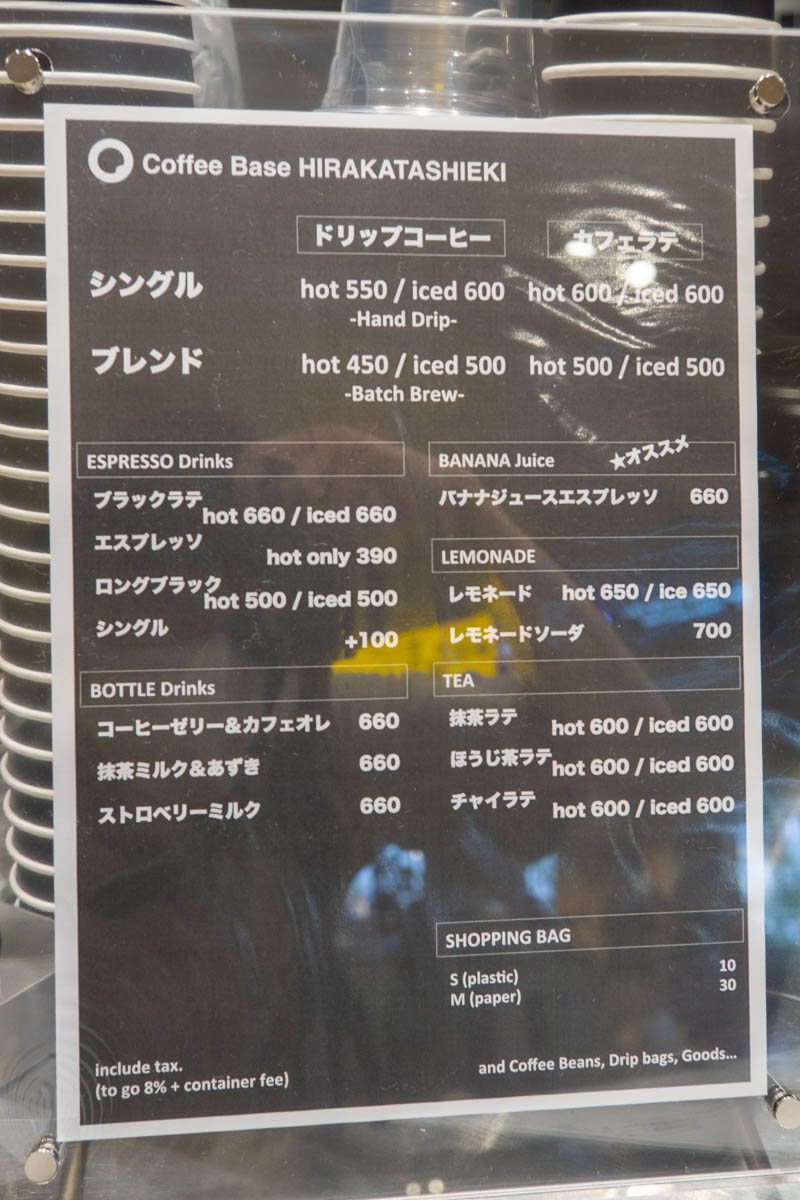 Coffee Base HIRAKATASHIEKI
ドリップコーヒー カフェラテ
シングル hot 550 / iced 600 hot 600 / iced 600
-Hand Drip-
ブレンド hot 450 / iced 500 hot 500 / iced 500
-Batch Brew-
ESPRESSO Drinks
ブラックラテ
hot 660 / iced 660
エスプレッソ
hot only 390
ロングブラック
hot 500 / iced 500
シングル
+100
BOTTLE Drinks
コーヒーゼリー&カフェオレ 660
抹茶ミルク&あずき 660
ストロベリーミルク 660
BANANA Juice ★オススメ
バナナジュースエスプレッソ 660
LEMONADE
レモネード hot 650 / ice 650
レモネードソーダ 700
TEA
抹茶ラテ hot 600 / iced 600
ほうじ茶ラテ hot 600 / iced 600
チャイラテ hot 600 / iced 600
SHOPPING BAG
S (plastic) 10
M (paper) 30
include tax.
(to go 8% + container fee)
and Coffee Beans, Drip bags, Goods...